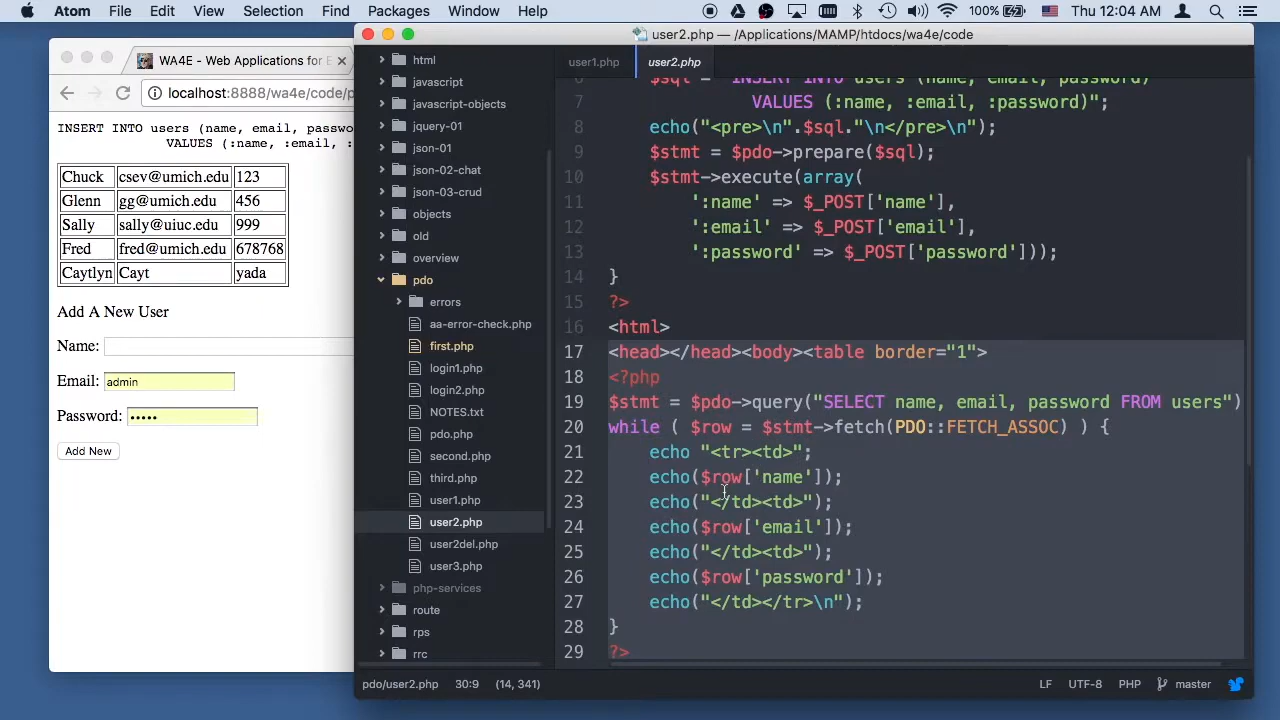 Atom File Edit View Selection Find Packages Window Help 100% Thu 12:04 AM
WA4E - Web Applications for E
localhost:8888/wa4e/code/p
INSERT INTO users (name, email, passwo
VALUES (:name, :email, :
Chuck csev@umich.edu 123
Glenn gg@umich.edu 456
Sally sally@uiuc.edu 999
Fred fred@umich.edu 678768
Caytlyn Cayt yada
Add A New User
Name:
Email: admin
Password: •••••
Add New
user2.php — /Applications/MAMP/htdocs/wa4e/code
html
javascript
javascript-objects
jquery-01
json-01
json-02-chat
json-03-crud
objects
old
overview
pdo
errors
aa-error-check.php
first.php
login1.php
login2.php
NOTES.txt
pdo.php
second.php
third.php
user1.php
user2.php
user2del.php
user3.php
php-services
route
rps
rrc
user1.php user2.php
6 $sql = "INSERT INTO users (name, email, password)
7 VALUES (:name, :email, :password)";
8 echo("<pre>\n".$sql."\n</pre>\n");
9 $stmt = $pdo->prepare($sql);
10 $stmt->execute(array(
11 ':name' => $_POST['name'],
12 ':email' => $_POST['email'],
13 ':password' => $_POST['password']));
14 }
15 ?>
16 <html>
17 <head></head><body><table border="1">
18 <?php
19 $stmt = $pdo->query("SELECT name, email, password FROM users")
20 while ( $row = $stmt->fetch(PDO::FETCH_ASSOC) ) {
21 echo "<tr><td>";
22 echo($row['name']);
23 echo("</td><td>");
24 echo($row['email']);
25 echo("</td><td>");
26 echo($row['password']);
27 echo("</td></tr>\n");
28 }
29 ?>
pdo/user2.php 30:9 (14, 341) LF UTF-8 PHP master